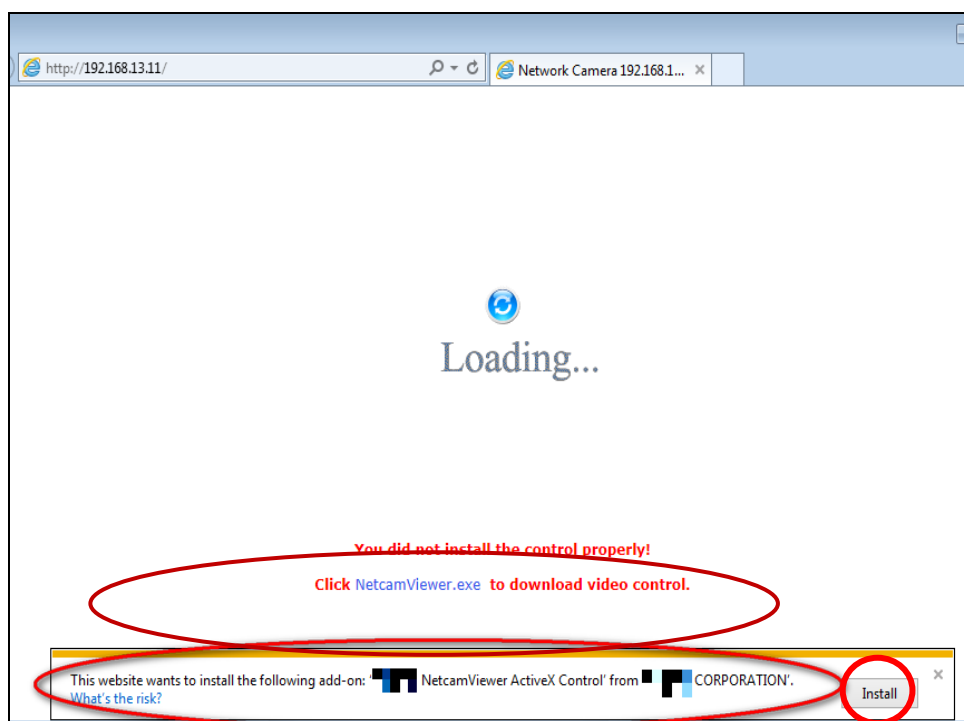 http://192.168.13.11/
Network Camera 192.168.1...
Loading...
You did not install the control properly!
Click NetcamViewer.exe to download video control.
This website wants to install the following add-on: ' NetcamViewer ActiveX Control' from CORPORATION'.
What's the risk?
Install